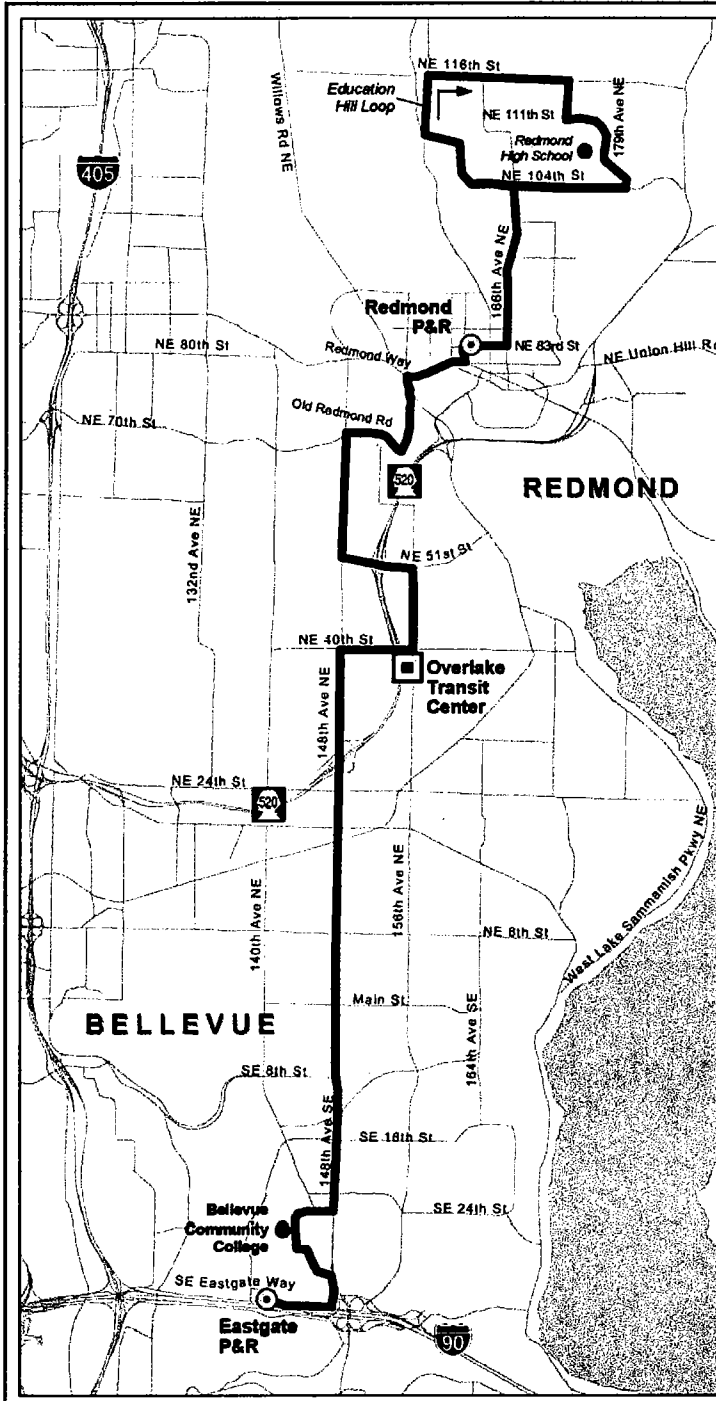 NE 116th St
Willows Rd NE
Education
Hill Loop
NE 111th St
179th Ave NE
Redmond
High School
405
NE 104th St
166th Ave NE
Redmond
P&R
NE 80th St
Redmond Way
NE 83rd St
NE Union Hill Rd
NE 70th St
Old Redmond Rd
520
REDMOND
132nd Ave NE
NE 51st St
NE 40th St
Overlake
Transit
Center
148th Ave NE
NE 24th St
520
140th Ave NE
156th Ave NE
NE 8th St
West Lake Sammamish Pkwy NE
Main St
BELLEVUE
164th Ave SE
SE 8th St
148th Ave SE
SE 16th St
Bellevue
Community
College
SE 24th St
SE Eastgate Way
Eastgate
P&R
90